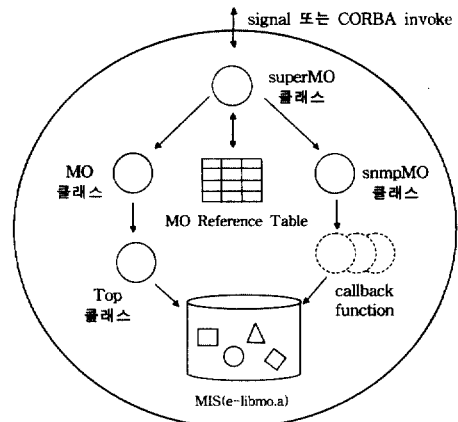 signal 또는 CORBA invoke
superMO
클래스
MO
클래스
MO Reference Table
snmpMO
클래스
Top
클래스
callback
function
MIS(e-libmo.a)